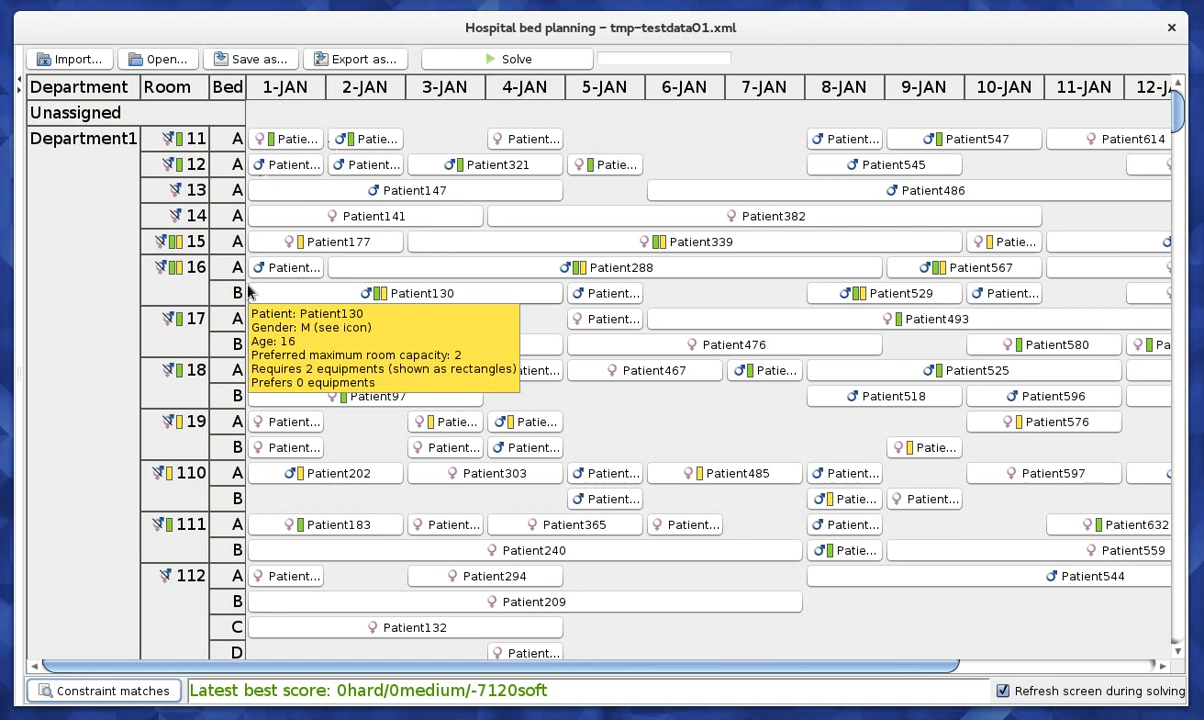 Hospital bed planning – tmp-testdata01.xml
Import... Open... Save as... Export as... Solve
Department Room Bed 1-JAN 2-JAN 3-JAN 4-JAN 5-JAN 6-JAN 7-JAN 8-JAN 9-JAN 10-JAN 11-JAN 12-J
Unassigned
Department1 11 A Patie... Patie... Patient... Patient... Patient547 Patient614
12 A Patient... Patient... Patient321 Patie... Patient545
13 A Patient147 Patient486
14 A Patient141 Patient382
15 A Patient177 Patient339 Patie...
16 A Patient... Patient288 Patient567
B Patient130 Patient... Patient529 Patient...
Patient: Patient130
Gender: M (see icon)
Age: 16
Preferred maximum room capacity: 2
Requires 2 equipments (shown as rectangles)
Prefers 0 equipments
17 A Patient... Patient493
B Patient476 Patient580 Pa
18 A atient... Patient467 Patie... Patient525
B Patient97 Patient518 Patient596
19 A Patient... Patie... Patie... Patient576
B Patient... Patient... Patient... Patie...
110 A Patient202 Patient303 Patient... Patient485 Patient... Patient597
B Patient... Patie... Patient...
111 A Patient183 Patient... Patient365 Patient... Patient... Patient632
B Patient240 Patie... Patient559
112 A Patient... Patient294 Patient544
B Patient209
C Patient132
D Patient...
Constraint matches Latest best score: 0hard/0medium/-7120soft Refresh screen during solving